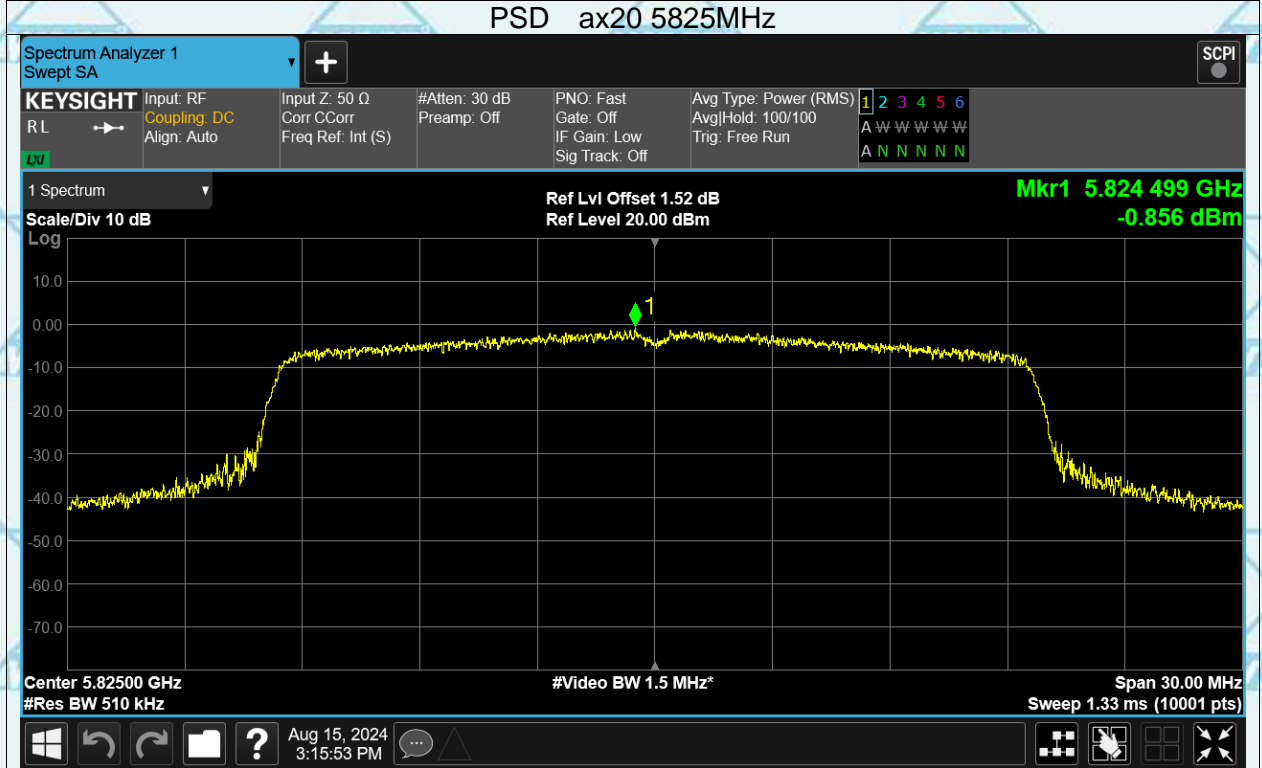 PSD ax20 5825MHz
Spectrum Analyzer 1
Swept SA
+
SCPI
KEYSIGHT
R L
LXI
Input: RF
Coupling: DC
Align: Auto
Input Z: 50 Ω
Corr CCorr
Freq Ref: Int (S)
#Atten: 30 dB
Preamp: Off
PNO: Fast
Gate: Off
IF Gain: Low
Sig Track: Off
Avg Type: Power (RMS)
Avg|Hold: 100/100
Trig: Free Run
1 2 3 4 5 6
A W W W W W
A N N N N N
1 Spectrum
Scale/Div 10 dB
Log
Ref Lvl Offset 1.52 dB
Ref Level 20.00 dBm
Mkr1 5.824 499 GHz
-0.856 dBm
1
10.0
0.00
-10.0
-20.0
-30.0
-40.0
-50.0
-60.0
-70.0
Center 5.82500 GHz
#Res BW 510 kHz
#Video BW 1.5 MHz*
Span 30.00 MHz
Sweep 1.33 ms (10001 pts)
?
Aug 15, 2024
3:15:53 PM